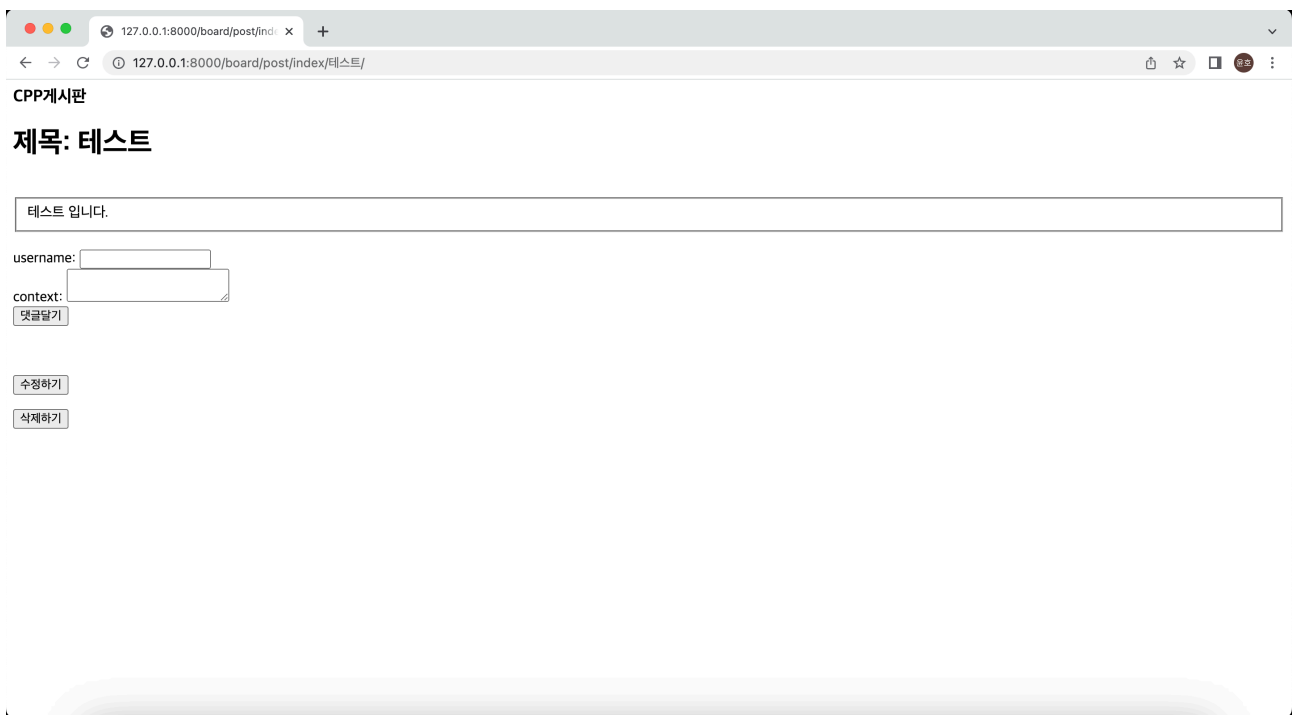 127.0.0.1:8000/board/post/ind
127.0.0.1:8000/board/post/index/테스트/
윤호
CPP게시판
제목: 테스트
테스트 입니다.
username:
context:
댓글달기
수정하기
삭제하기